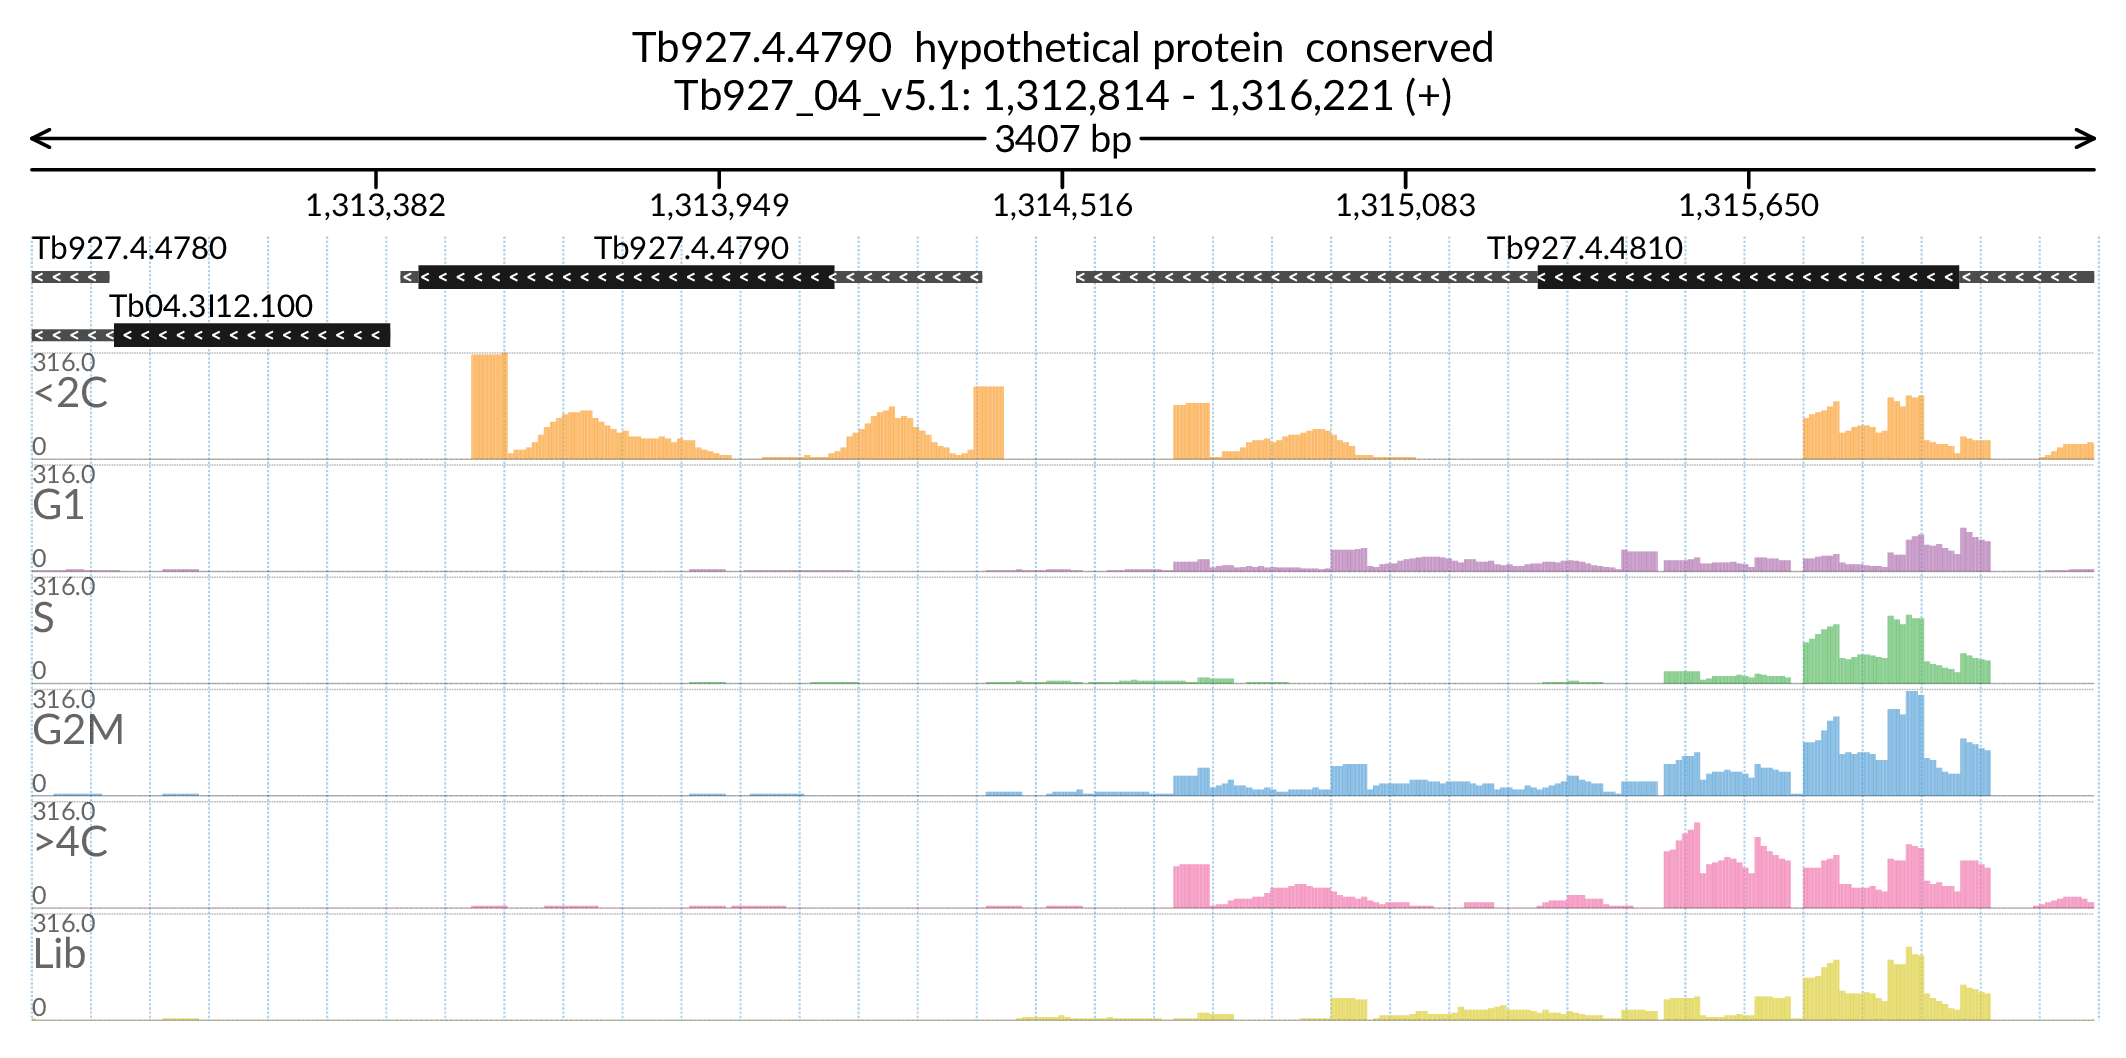 Tb927.4.4790 hypothetical protein conserved
Tb927_04_v5.1: 1,312,814 - 1,316,221 (+)
3407 bp
1,313,382 1,313,949 1,314,516 1,315,083 1,315,650
Tb927.4.4780 Tb927.4.4790 Tb927.4.4810
Tb04.3I12.100
316.0
<2C
0
316.0
G1
0
316.0
S
0
316.0
G2M
0
316.0
>4C
0
316.0
Lib
0